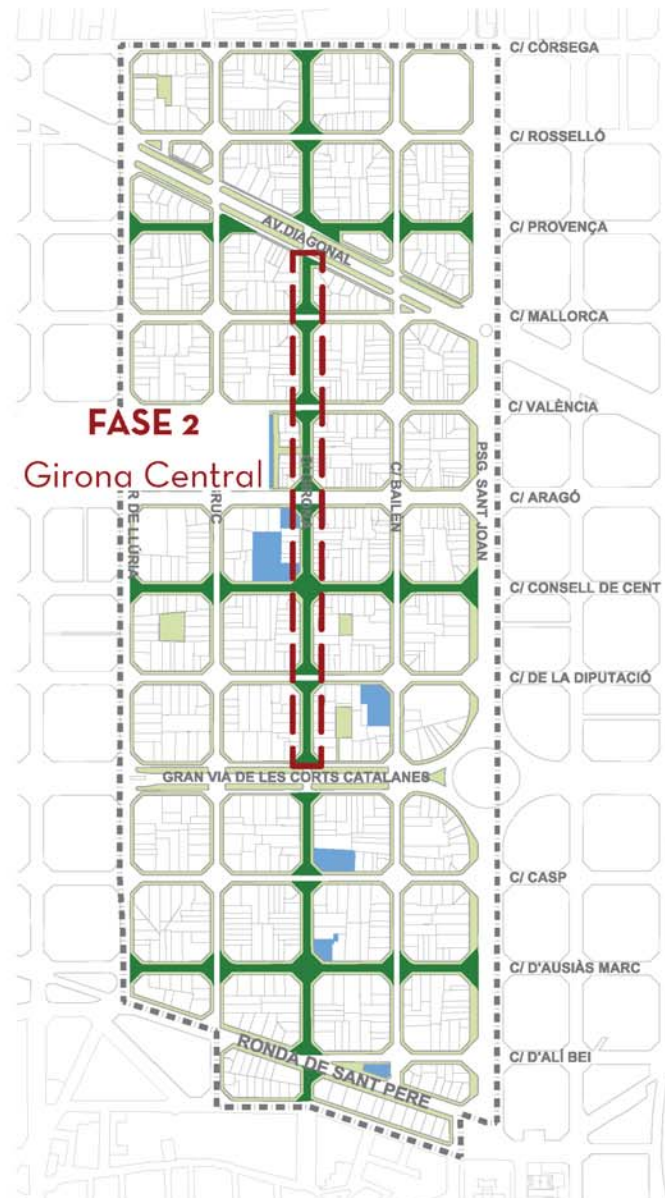 C/ CÒRSEGA
C/ ROSSELLÓ
C/ PROVENÇA
AV.DIAGONAL
C/ MALLORCA
C/ VALÈNCIA
FASE 2
Girona Central
C/ BAILÈN
PSG. SANT JOAN
C/ ARAGÓ
R DE LLÚRIA
RUC
C/ CONSELL DE CENT
C/ DE LA DIPUTACIÓ
GRAN VIA DE LES CORTS CATALANES
C/ CASP
C/ D'AUSIÀS MARC
C/ D'ALÍ BEI
RONDA DE SANT PERE